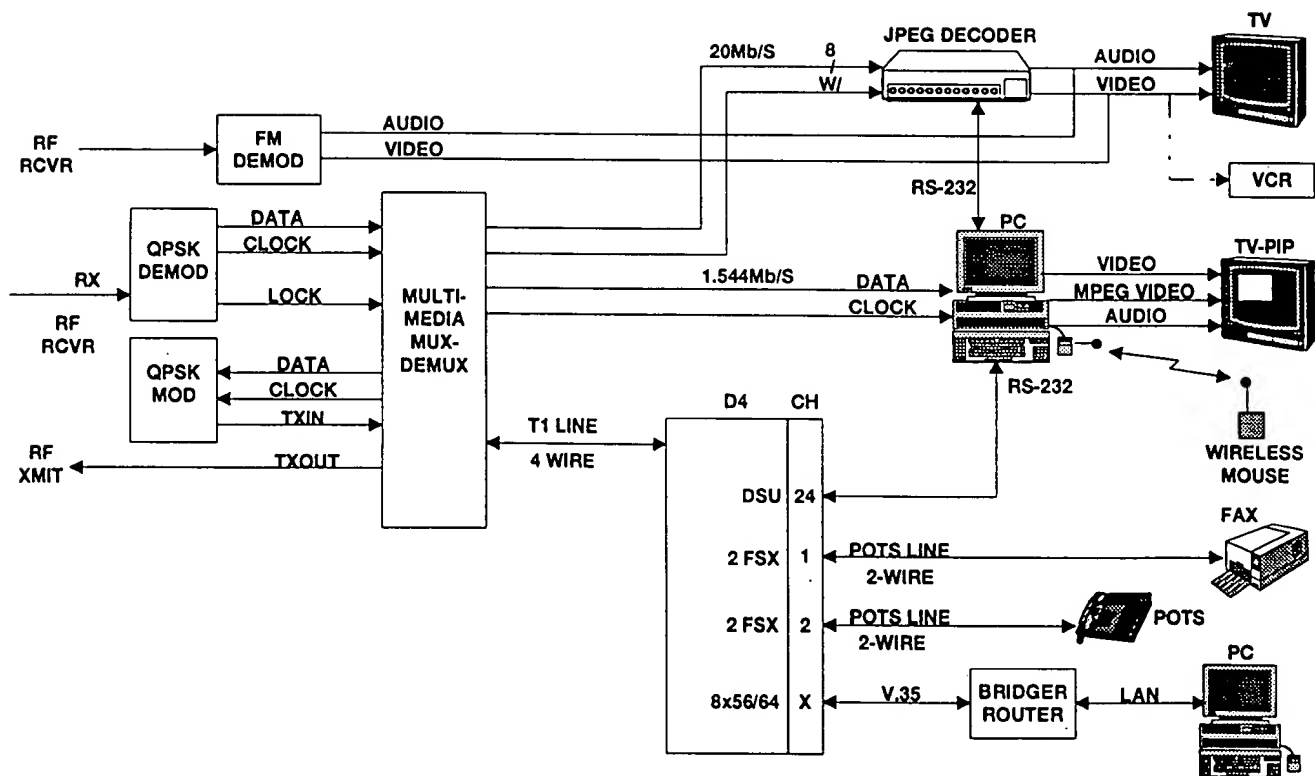 TV
JPEG DECODER
20Mb/S
8
W/
AUDIO
VIDEO
RF
RCVR
FM
DEMOD
AUDIO
VIDEO
RS-232
VCR
QPSK
DEMOD
DATA
CLOCK
LOCK
RX
RF
RCVR
MULTI-
MEDIA
MUX-
DEMUX
1.544Mb/S
DATA
CLOCK
PC
VIDEO
MPEG VIDEO
AUDIO
TV-PIP
QPSK
MOD
DATA
CLOCK
TXIN
RF
XMIT
TXOUT
RS-232
WIRELESS
MOUSE
D4
CH
T1 LINE
4 WIRE
DSU
24
2 FSX
1
POTS LINE
2-WIRE
FAX
2 FSX
2
POTS LINE
2-WIRE
POTS
8x56/64
X
V.35
BRIDGER
ROUTER
LAN
PC